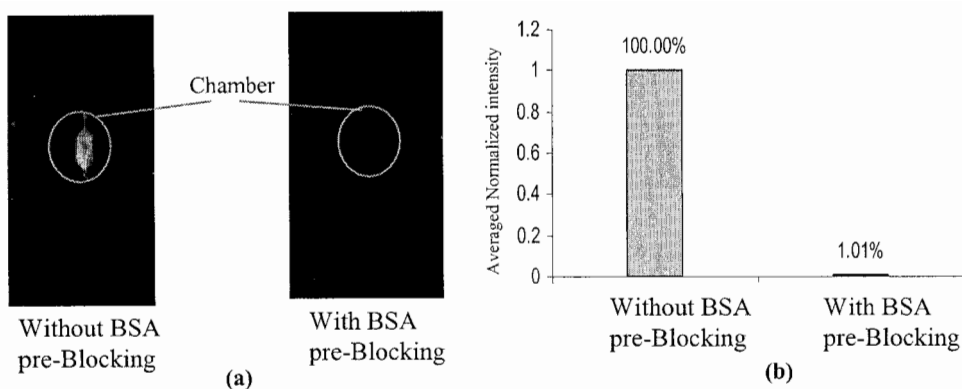 Chamber
Without BSA
pre-Blocking
With BSA
pre-Blocking
(a)
Averaged Normalized intensity
1.2
1
0.8
0.6
0.4
0.2
0
100.00%
1.01%
Without BSA
pre-Blocking
With BSA
pre-Blocking
(b)